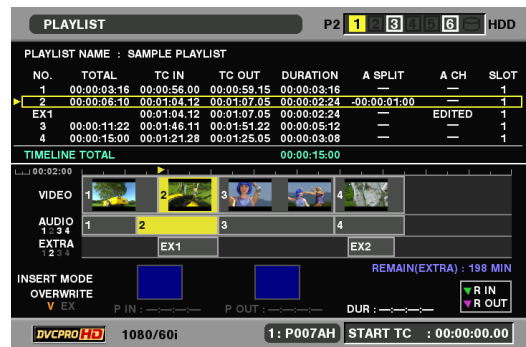 PLAYLIST P2 1 2 3 4 5 6 HDD
PLAYLIST NAME : SAMPLE PLAYLIST
NO. TOTAL TC IN TC OUT DURATION A SPLIT A CH SLOT
1 00:00:03:16 00:00:56.00 00:00:59.15 00:00:03:16 — — 1
2 00:00:06:10 00:01:04.12 00:01:07.05 00:00:02:24 -00:00:01:00 — 1
EX1 00:01:04.12 00:01:07.05 00:00:02:24 — EDITED 1
3 00:00:11:22 00:01:46.11 00:01:51.22 00:00:05:12 — — 1
4 00:00:15:00 00:01:21.28 00:01:25.05 00:00:03:08 — — 1
TIMELINE TOTAL 00:00:15:00
00:02:00
VIDEO 1 2 3 4
AUDIO 1 2 3 4
1 2 3 4
EXTRA EX1 EX2
1 2 3 4
REMAIN(EXTRA) : 198 MIN
INSERT MODE
OVERWRITE
V EX P IN : —:—:—:— P OUT : —:—:—:— DUR : —:—:—:—
R IN
R OUT
DVCPRO HD 1080/60i 1 : P007AH START TC : 00:00:00.00